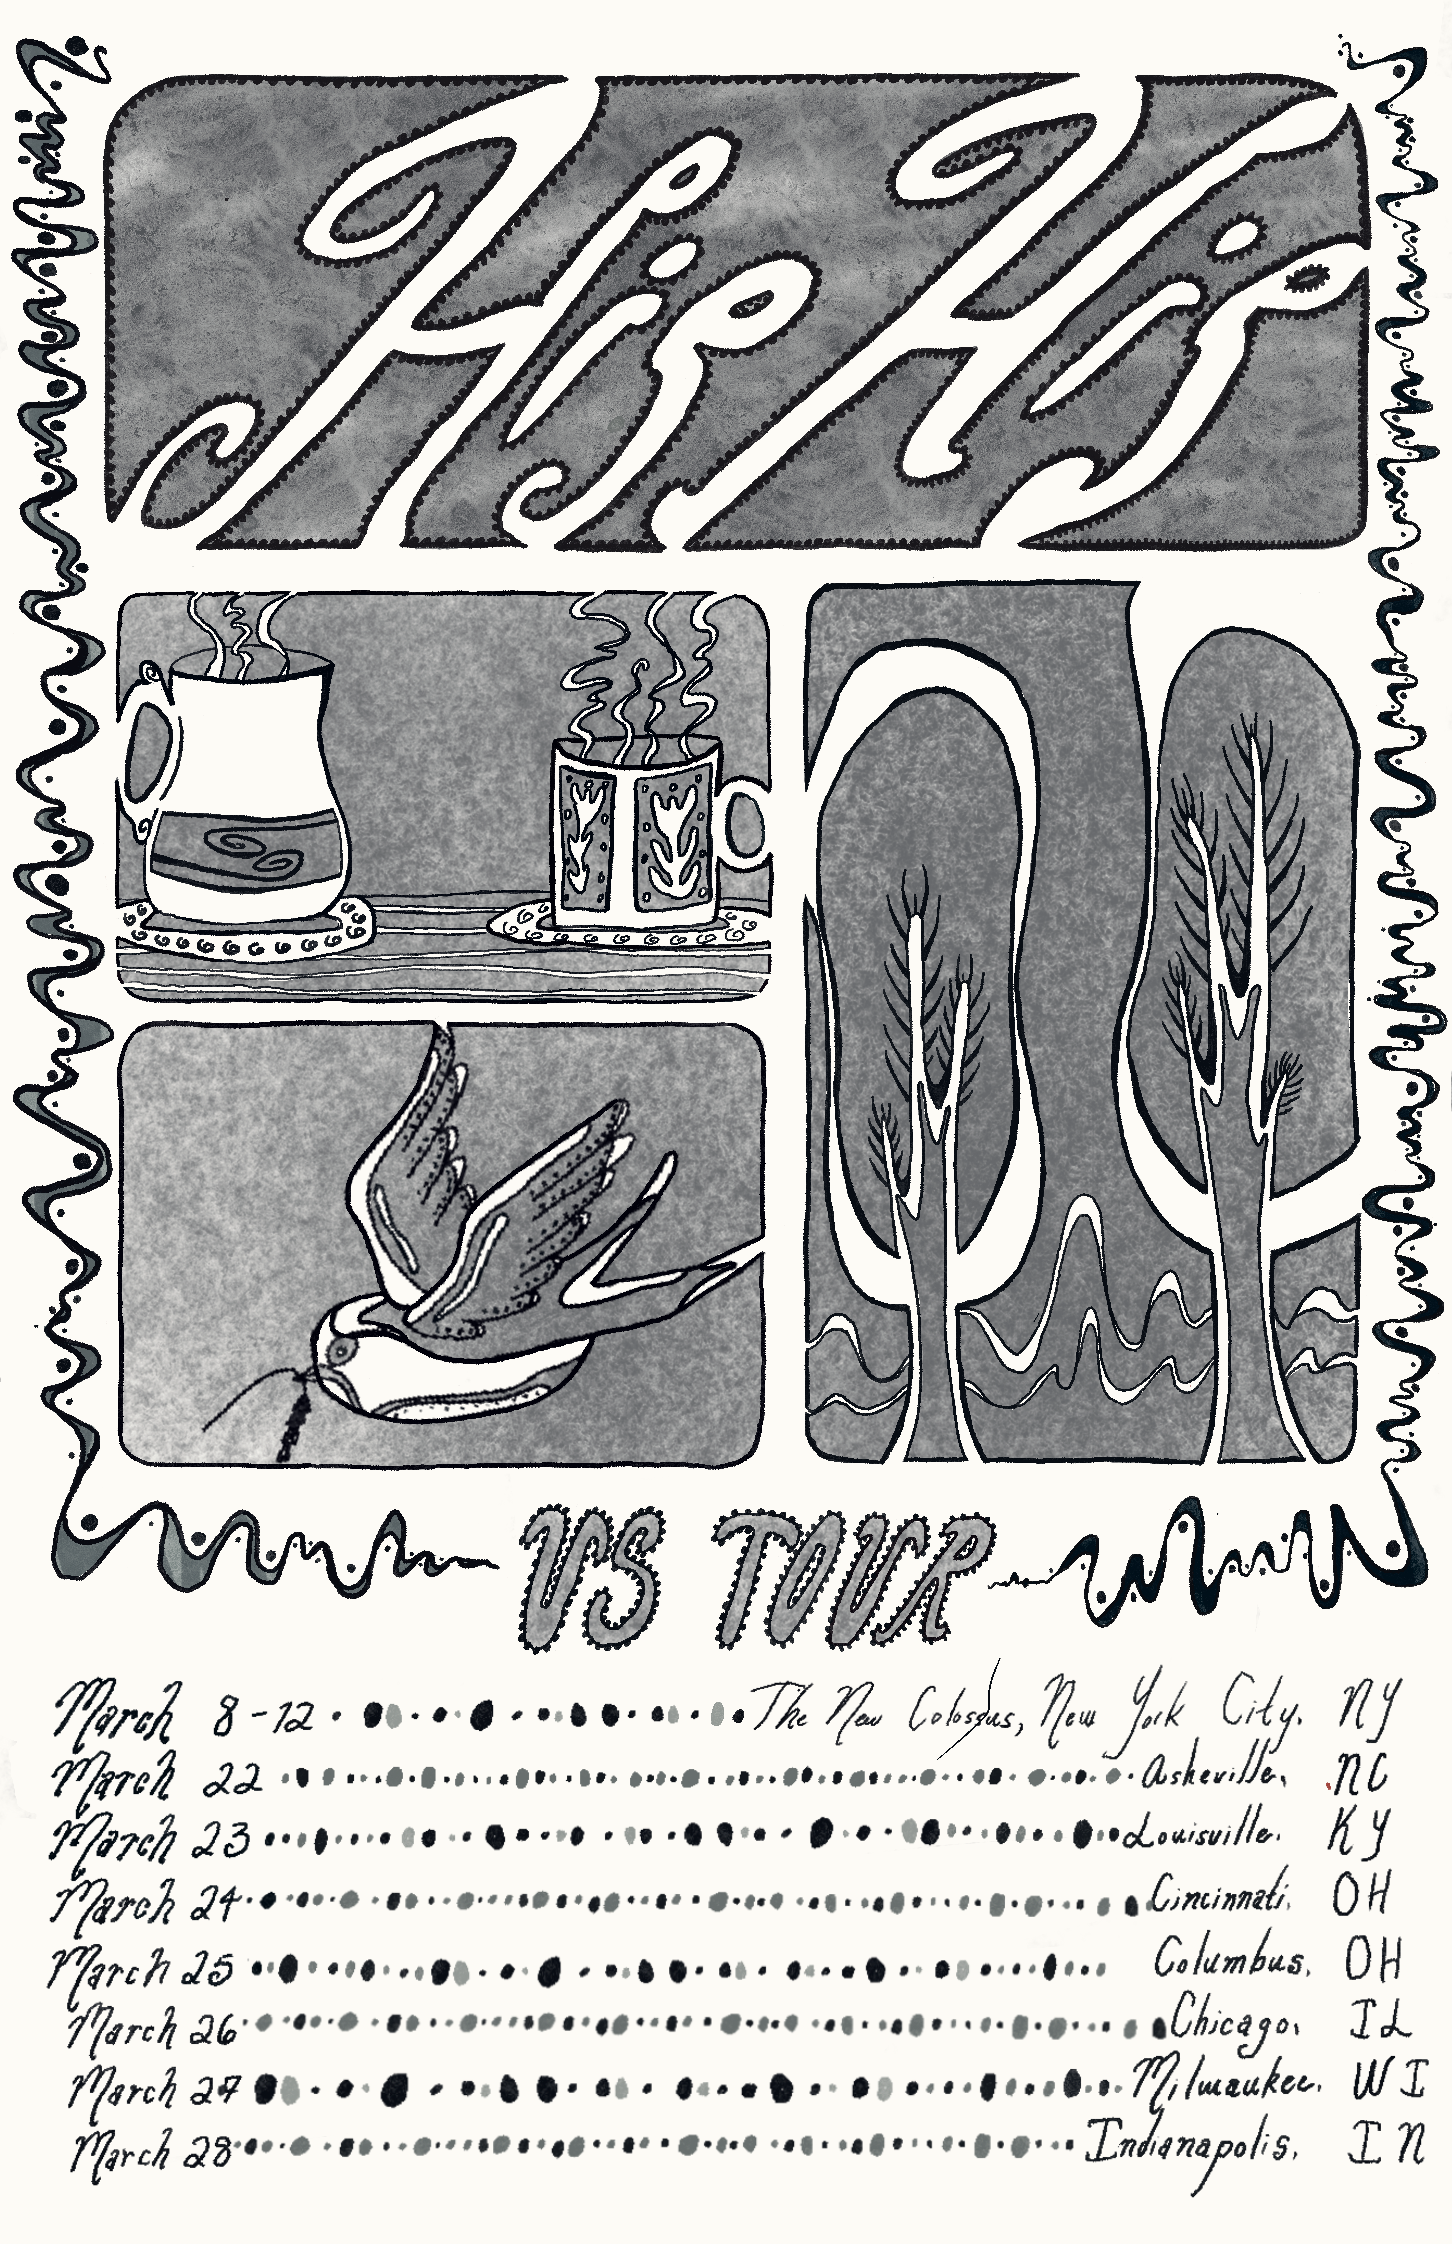 Hip Hip
US TOUR
March 8-12 The New Colossus, New York City. NY
March 22 Asheville, NC
March 23 Louisville. KY
March 24 Cincinnati. OH
March 25 Columbus. OH
March 26 Chicago. IL
March 27 Milwaukee. WI
March 28 Indianapolis. IN